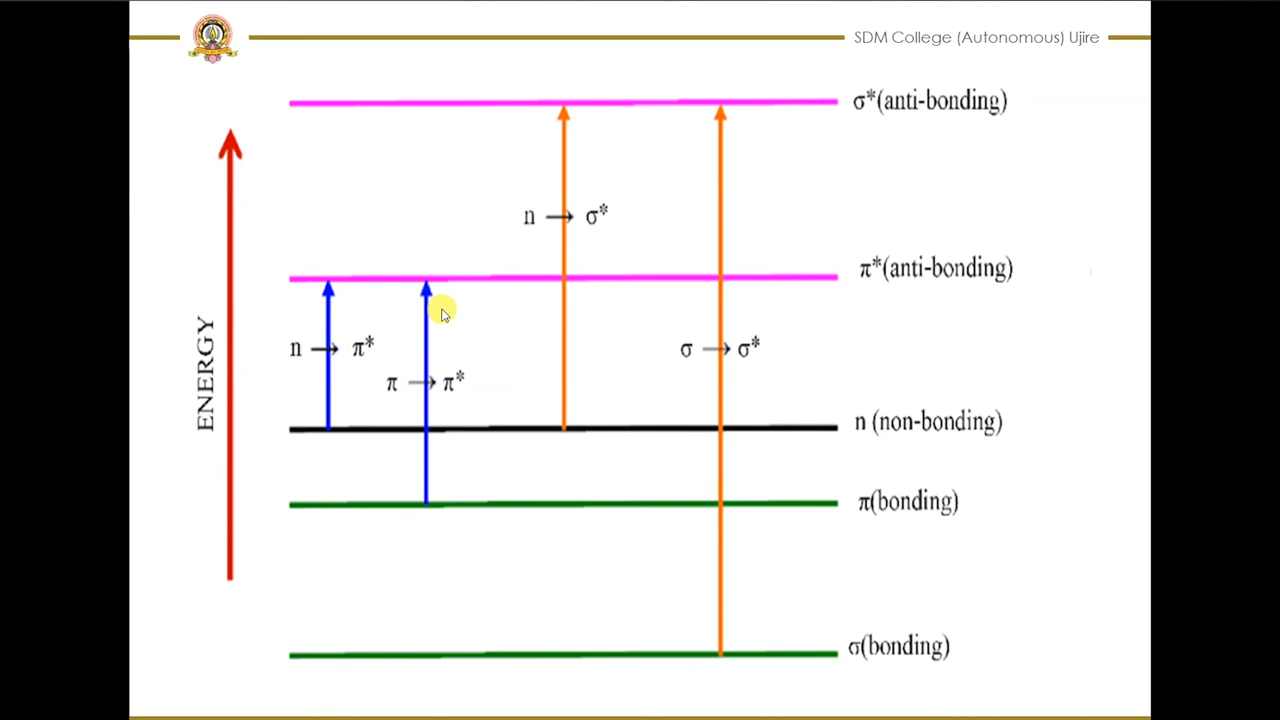 SDM College (Autonomous) Ujire
σ*(anti-bonding)
n → σ*
π*(anti-bonding)
ENERGY
n → π*
σ → σ*
π → π*
n (non-bonding)
π(bonding)
σ(bonding)